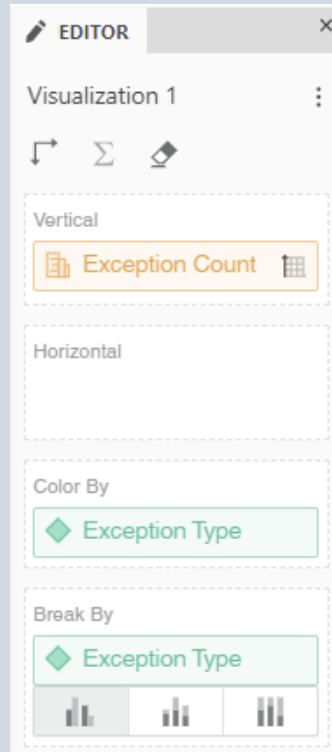 EDITOR
Visualization 1
Vertical
Exception Count
Horizontal
Color By
Exception Type
Break By
Exception Type